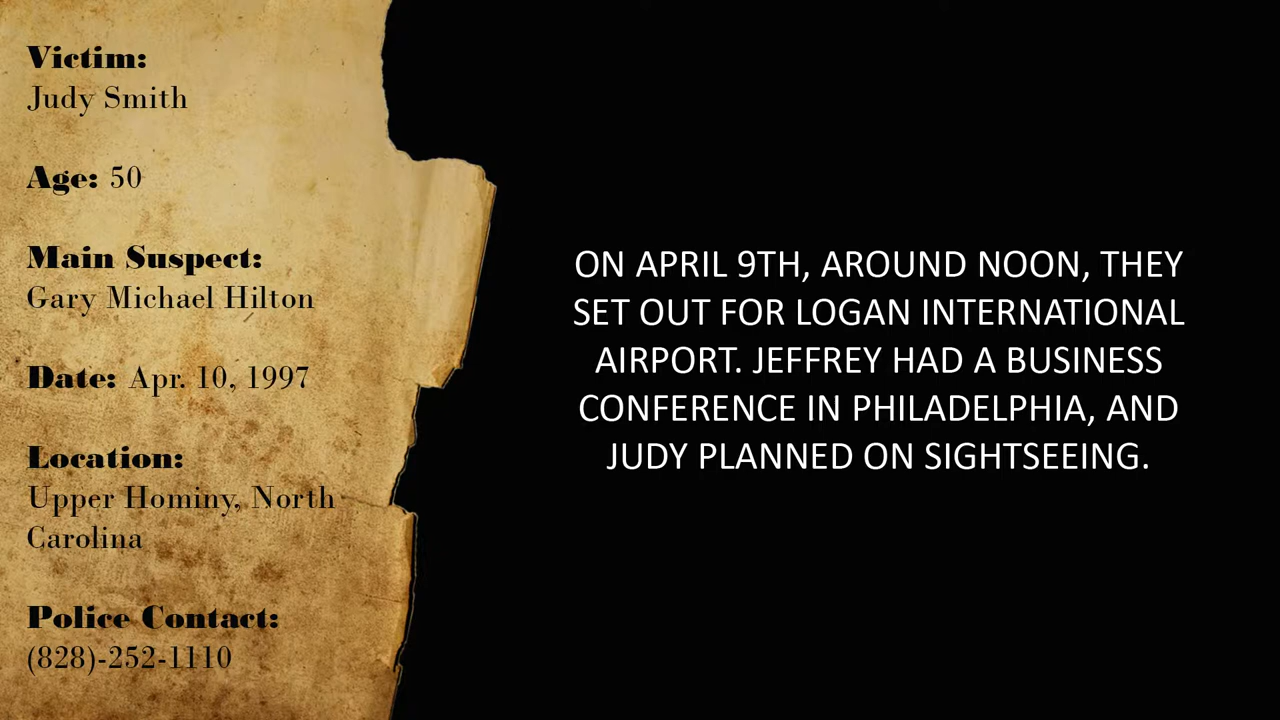 Victim:
Judy Smith
Age: 50
Main Suspect:
Gary Michael Hilton
Date: Apr. 10, 1997
Location:
Upper Hominy, North
Carolina
Police Contact:
(828)-252-1110
ON APRIL 9TH, AROUND NOON, THEY
SET OUT FOR LOGAN INTERNATIONAL
AIRPORT. JEFFREY HAD A BUSINESS
CONFERENCE IN PHILADELPHIA, AND
JUDY PLANNED ON SIGHTSEEING.